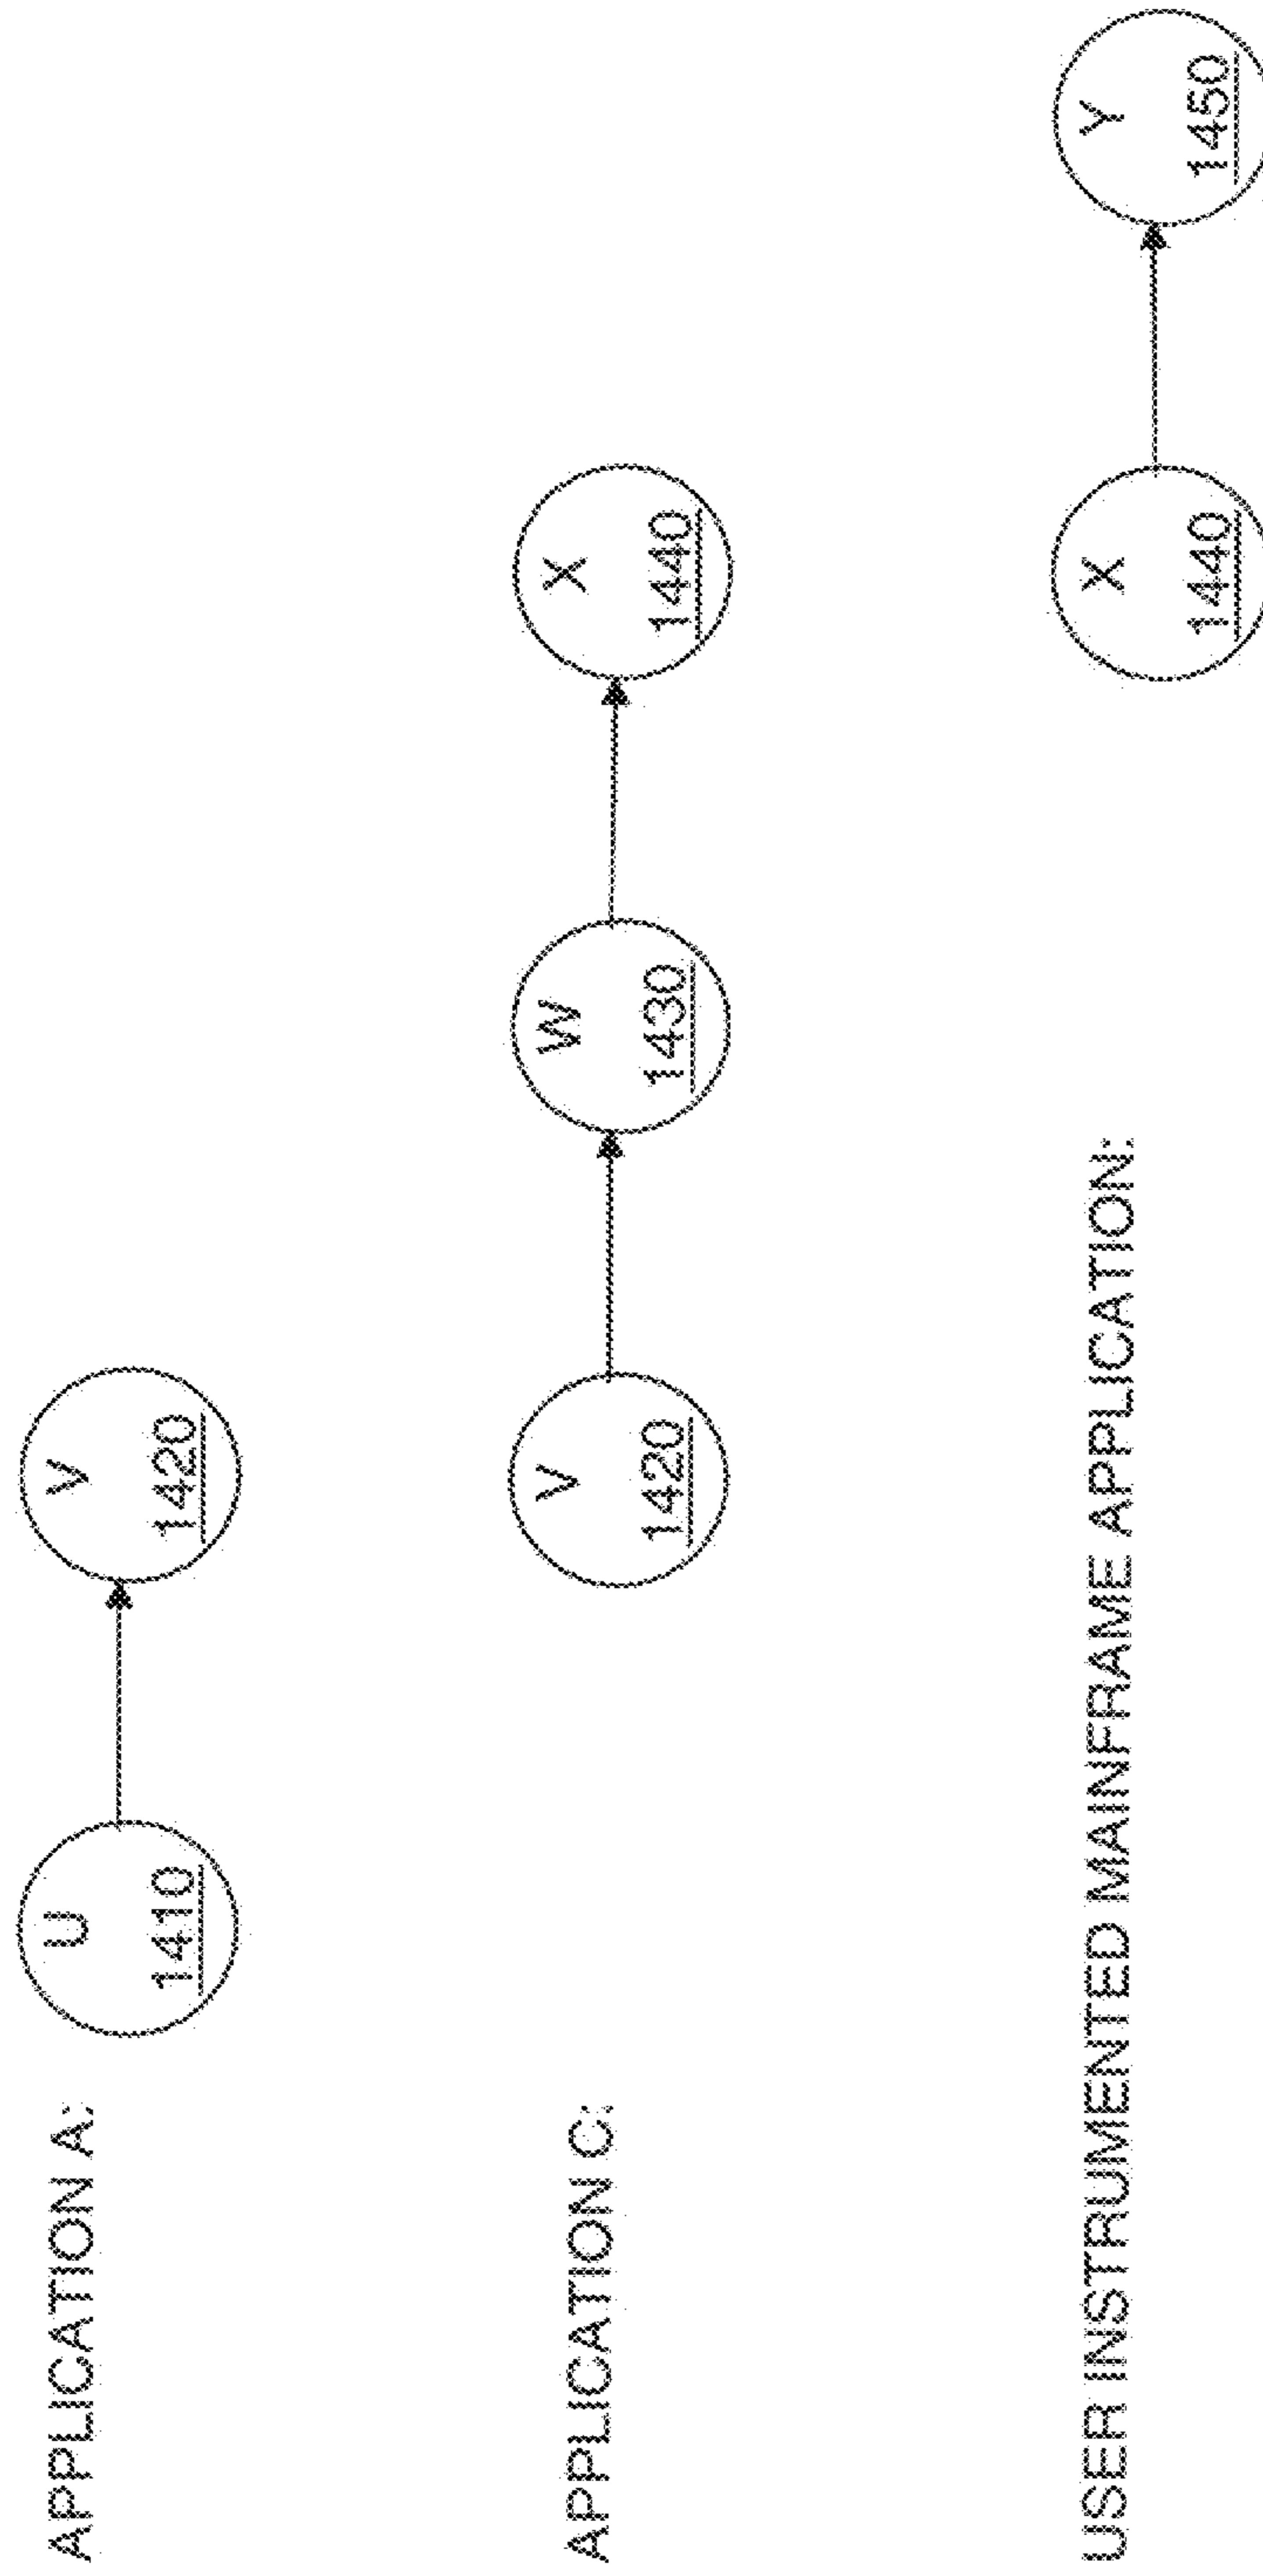 APPLICATION A:
U
1410
V
1420
APPLICATION C:
V
1420
W
1430
X
1440
USER INSTRUMENTED MAINFRAME APPLICATION:
X
1440
Y
1450